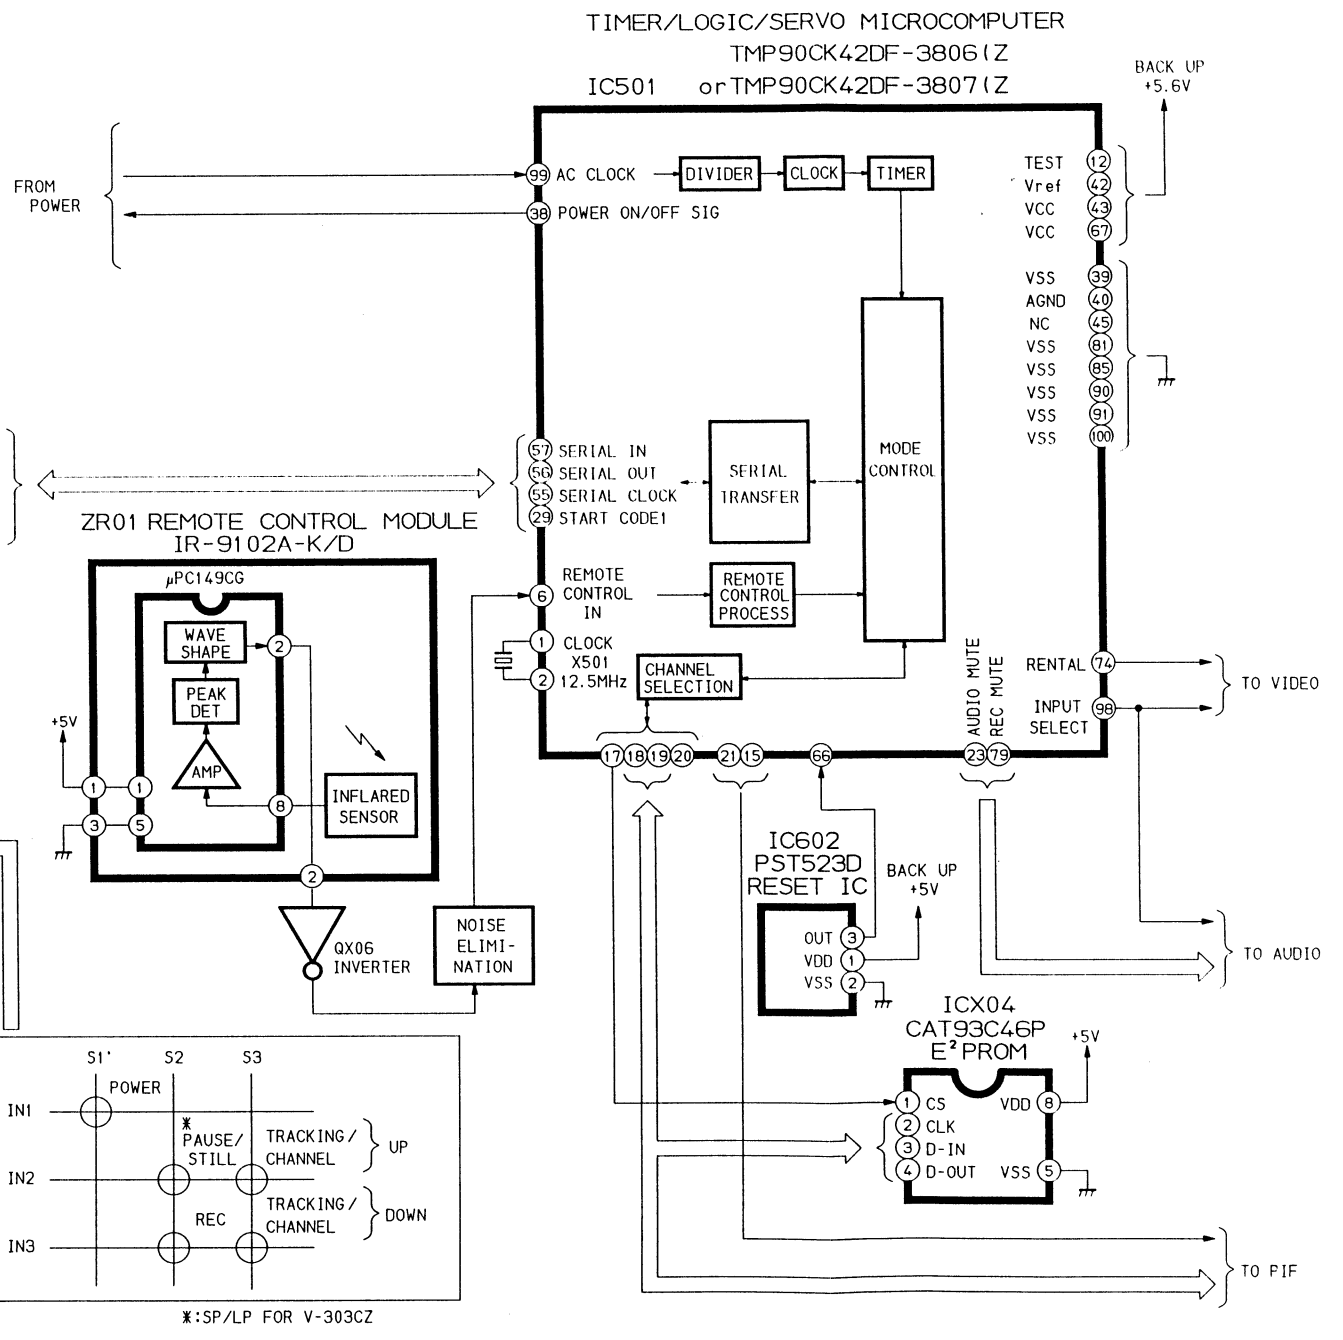 TIMER/LOGIC/SERVO MICROCOMPUTER
TMP90CK42DF-3806(Z
IC501 or TMP90CK42DF-3807(Z
BACK UP
+5.6V
FROM
POWER
99 AC CLOCK
DIVIDER
CLOCK
TIMER
38 POWER ON/OFF SIG
TEST 12
Vref 42
VCC 43
VCC 67
VSS 39
AGND 40
NC 45
VSS 81
VSS 85
VSS 90
VSS 91
VSS 100
MODE
CONTROL
57 SERIAL IN
56 SERIAL OUT
55 SERIAL CLOCK
29 START CODE1
SERIAL
TRANSFER
ZR01 REMOTE CONTROL MODULE
IR-9102A-K/D
μPC149CG
WAVE
SHAPE
2
PEAK
DET
AMP
+5V
1 1
3 5
8
INFLARED
SENSOR
2
6
REMOTE
CONTROL
IN
REMOTE
CONTROL
PROCESS
1 CLOCK
X501
2 12.5MHz
CHANNEL
SELECTION
AUDIO MUTE
REC MUTE
RENTAL 74
INPUT
SELECT 98
TO VIDEO
17 18 19 20 21 15 66 23 79
QX06
INVERTER
NOISE
ELIMI-
NATION
IC602
PST523D
RESET IC
BACK UP
+5V
OUT 3
VDD 1
VSS 2
TO AUDIO
ICX04
CAT93C46P
E²PROM
+5V
1 CS VDD 8
2 CLK
3 D-IN
4 D-OUT VSS 5
TO PIF
S1' S2 S3
POWER
IN1
*
PAUSE/
STILL
TRACKING/
CHANNEL
UP
IN2
REC
TRACKING/
CHANNEL
DOWN
IN3
*:SP/LP FOR V-303CZ